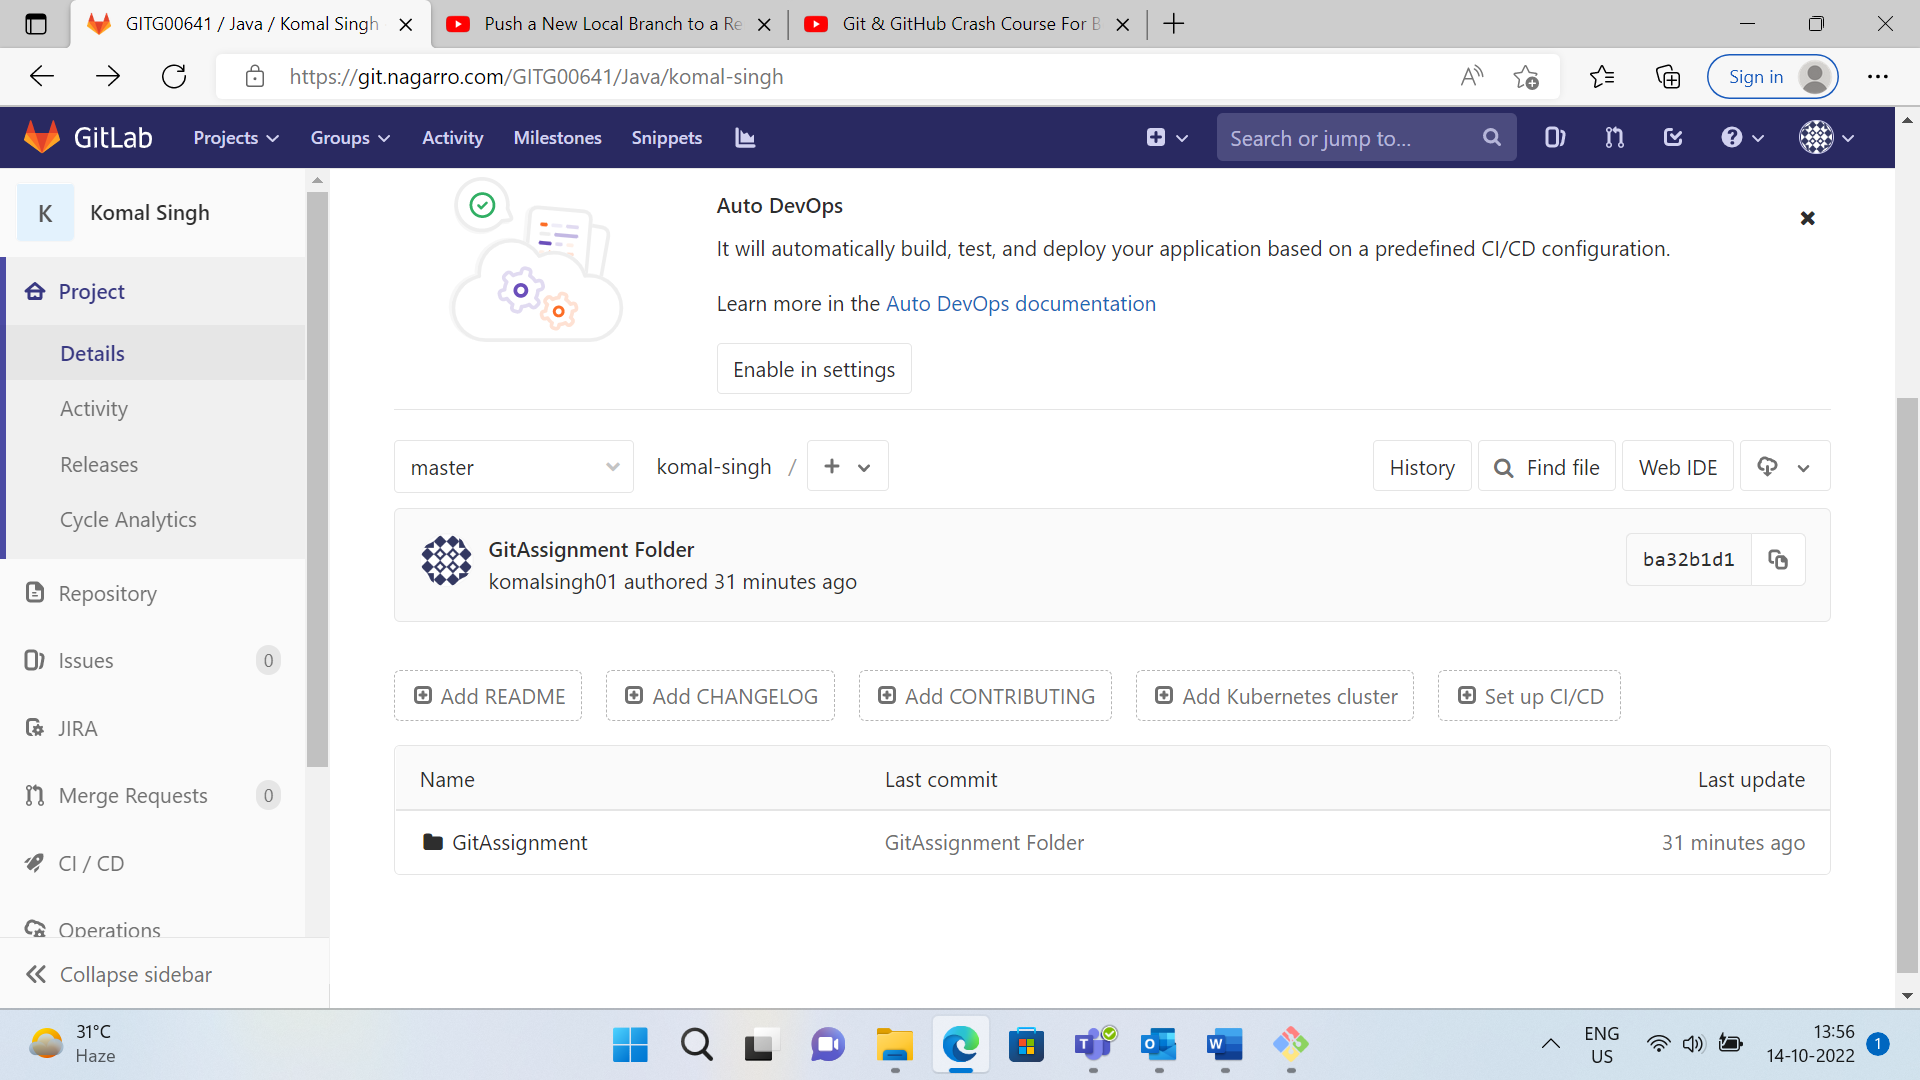 GITG00641 / Java / Komal Singh
Push a New Local Branch to a Re
Git & GitHub Crash Course For B
https://git.nagarro.com/GITG00641/Java/komal-singh
Sign in
GitLab
Projects
Groups
Activity
Milestones
Snippets
Search or jump to...
K
Komal Singh
Project
Details
Activity
Releases
Cycle Analytics
Repository
Issues
0
JIRA
Merge Requests
0
CI / CD
Operations
Collapse sidebar
Auto DevOps
It will automatically build, test, and deploy your application based on a predefined CI/CD configuration.
Learn more in the Auto DevOps documentation
Enable in settings
master
komal-singh /
History
Find file
Web IDE
GitAssignment Folder
komalsingh01 authored 31 minutes ago
ba32b1d1
Add README
Add CHANGELOG
Add CONTRIBUTING
Add Kubernetes cluster
Set up CI/CD
Name
Last commit
Last update
GitAssignment
GitAssignment Folder
31 minutes ago
31°C
Haze
ENG
US
13:56
14-10-2022
1